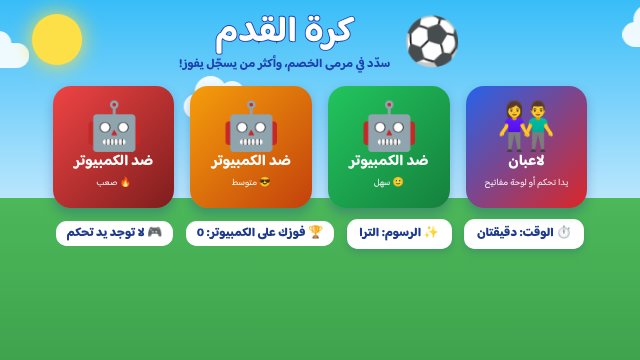 كرة القدم
سدّد في مرمى الخصم، وأكثر من يسجّل يفوز!
لاعبان
يدا تحكم أو لوحة مفاتيح
ضد الكمبيوتر
سهل
ضد الكمبيوتر
متوسط
ضد الكمبيوتر
صعب
الوقت: دقيقتان
الرسوم: الترا
فوزك على الكمبيوتر: 0
لا توجد يد تحكم